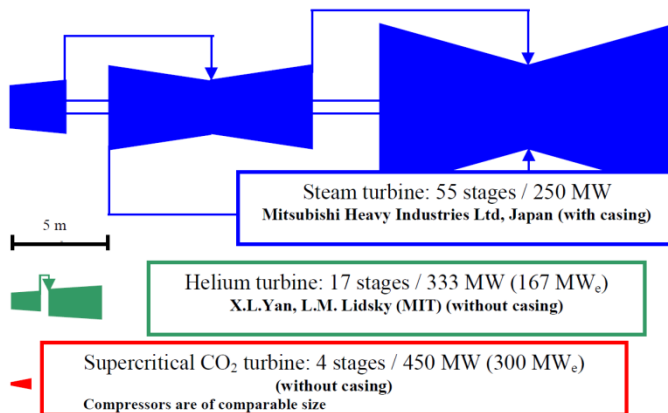 Steam turbine: 55 stages / 250 MW
Mitsubishi Heavy Industries Ltd, Japan (with casing)
5 m
Helium turbine: 17 stages / 333 MW (167 MWₑ)
X.L.Yan, L.M. Lidsky (MIT) (without casing)
Supercritical CO₂ turbine: 4 stages / 450 MW (300 MWₑ)
(without casing)
Compressors are of comparable size